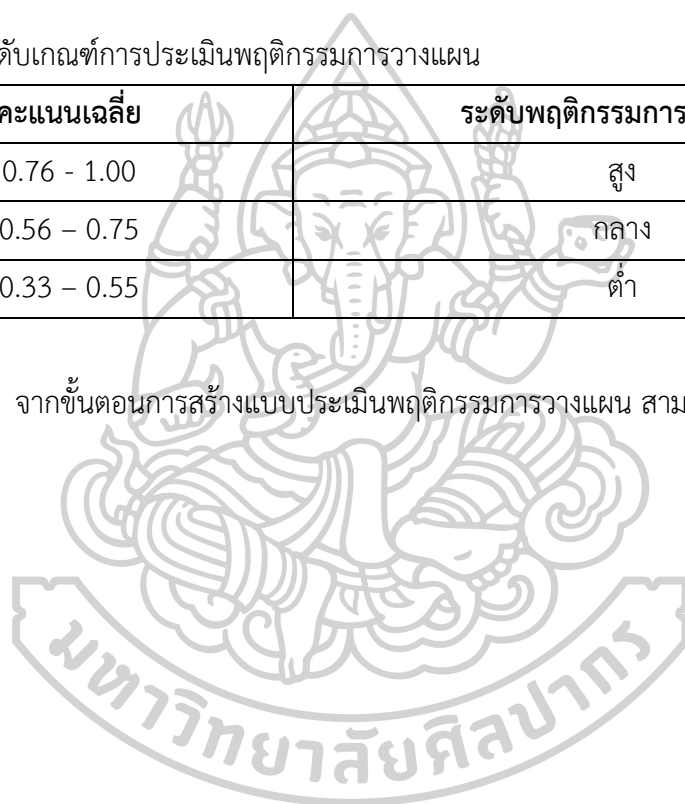 ดับเกณฑ์การประเมินพฤติกรรมการวางแผน
คะแนนเฉลี่ย ระดับพฤติกรรมการ
0.76 - 1.00 สูง
0.56 – 0.75 กลาง
0.33 – 0.55 ต่ำ
จากขั้นตอนการสร้างแบบประเมินพฤติกรรมการวางแผน สาม
มหาวิทยาลัยศิลปากร